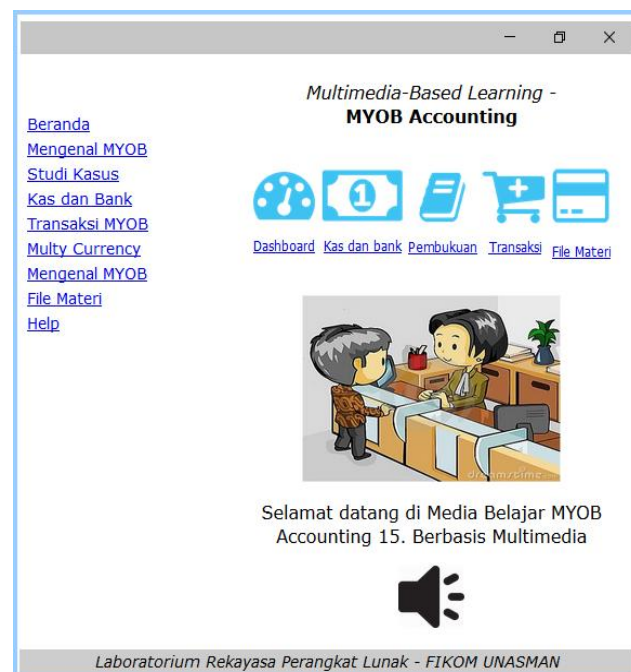 Multimedia-Based Learning -
MYOB Accounting
Beranda
Mengenal MYOB
Studi Kasus
Kas dan Bank
Transaksi MYOB
Multy Currency
Mengenal MYOB
File Materi
Help
1
Dashboard Kas dan bank Pembukuan Transaksi File Materi
dreamstime
Selamat datang di Media Belajar MYOB
Accounting 15. Berbasis Multimedia
Laboratorium Rekayasa Perangkat Lunak - FIKOM UNASMAN